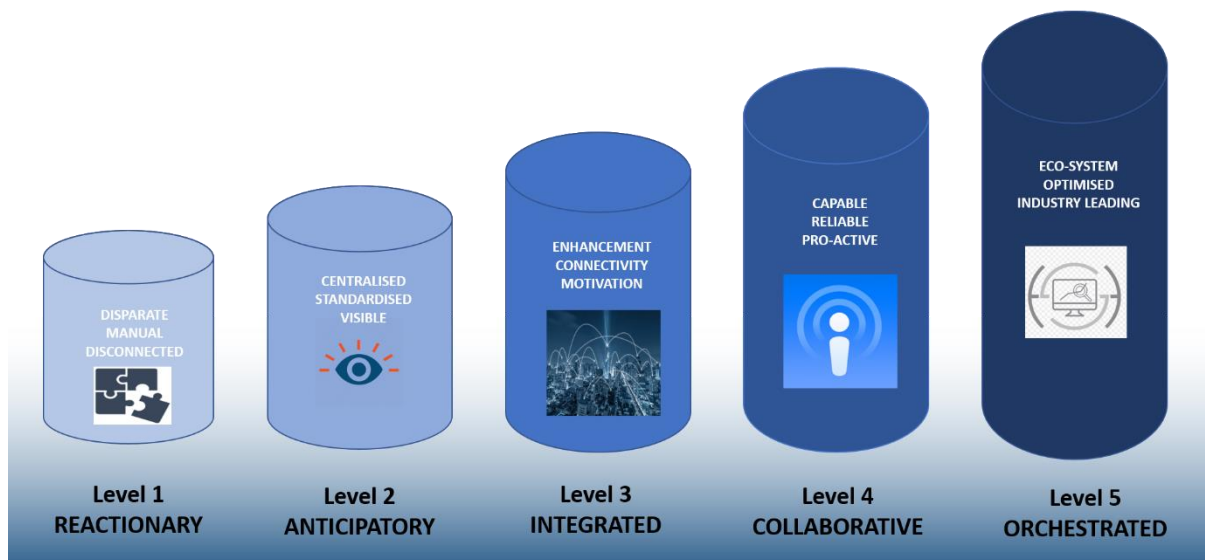 DISPARATE
MANUAL
DISCONNECTED
CENTRALISED
STANDARDISED
VISIBLE
ENHANCEMENT
CONNECTIVITY
MOTIVATION
CAPABLE
RELIABLE
PRO-ACTIVE
ECO-SYSTEM
OPTIMISED
INDUSTRY LEADING
Level 1
REACTIONARY
Level 2
ANTICIPATORY
Level 3
INTEGRATED
Level 4
COLLABORATIVE
Level 5
ORCHESTRATED